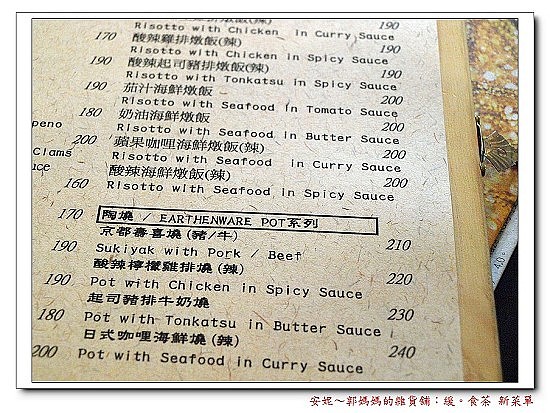 190
Risotto with Chicken in Curry Sauce
170 酸辣雞排燉飯(辣) 190
Risotto with Chicken in Spicy Sauce
酸辣起司豬排燉飯(辣) 190
190 Risotto with Tonkatsu in Spicy Sauce
茄汁海鮮燉飯 200
190 Risotto with Seafood in Tomato Sauce
奶油海鮮燉飯 200
180 Risotto with Seafood in Butter Sauce
peno 蘋果咖哩海鮮燉飯(辣) 200
200 Risotto with Seafood in Curry Sauce
Clams 酸辣海鮮燉飯(辣) 200
160 Risotto with Seafood in Spicy Sauce
170 陶燒 / EARTHENWARE POT系列
京都壽喜燒(豬/牛) 210
190 Sukiyak with Pork / Beef
酸辣檸檬雞排燒(辣) 220
190 Pot with Chicken in Spicy Sauce
起司豬排牛奶燒 230
180 Pot with Tonkatsu in Butter Sauce
日式咖哩海鮮燒(辣) 240
200 Pot with Seafood in Curry Sauce
安妮～郭媽媽的雜貨舖：緩。食茶 新菜單